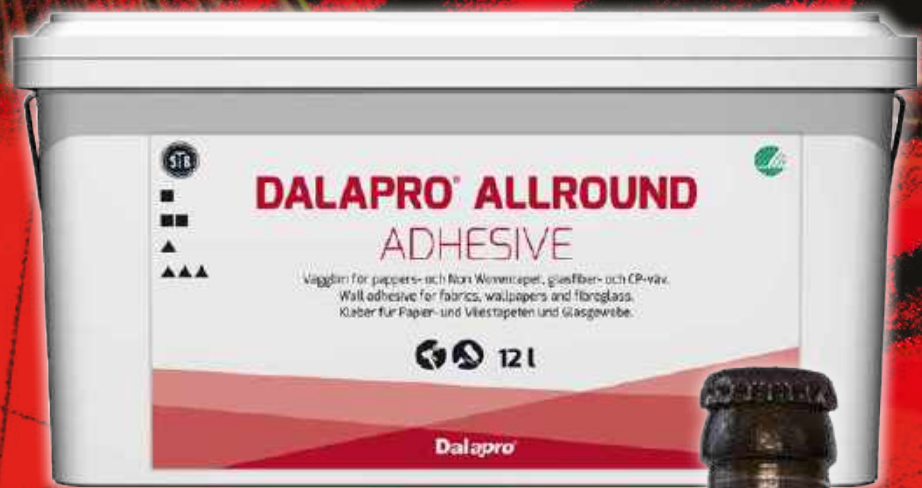 STB
DALAPRO® ALLROUND
ADHESIVE
Vägglim för pappers- och Non Woventapet, glasfiber- och CP-väv.
Wall adhesive for fabrics, wallpapers and fibreglass.
Kleber für Papier- und Vliestapeten und Glasgewebe.
12 l
Dalapro